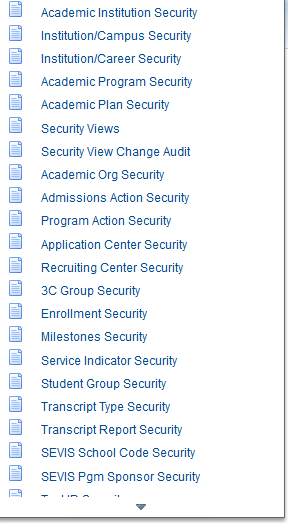 Academic Institution Security
Institution/Campus Security
Institution/Career Security
Academic Program Security
Academic Plan Security
Security Views
Security View Change Audit
Academic Org Security
Admissions Action Security
Program Action Security
Application Center Security
Recruiting Center Security
3C Group Security
Enrollment Security
Milestones Security
Service Indicator Security
Student Group Security
Transcript Type Security
Transcript Report Security
SEVIS School Code Security
SEVIS Pgm Sponsor Security